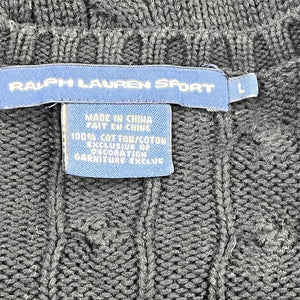 RALPH LAUREN SPORT
L
MADE IN CHINA
FAIT EN CHINE
100% COTTON/COTON
EXCLUSIVE OF
DECORATION
GARNITURE EXCLUE